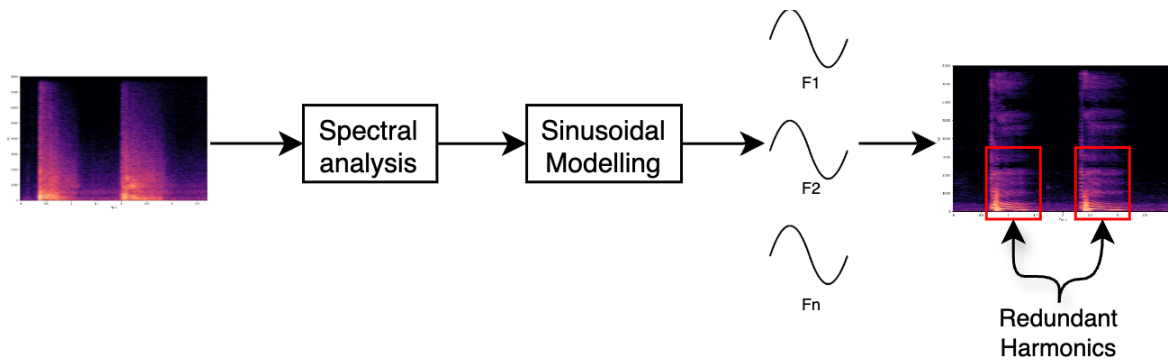 F1
Spectral
analysis
Sinusoidal
Modelling
F2
Fn
Redundant
Harmonics